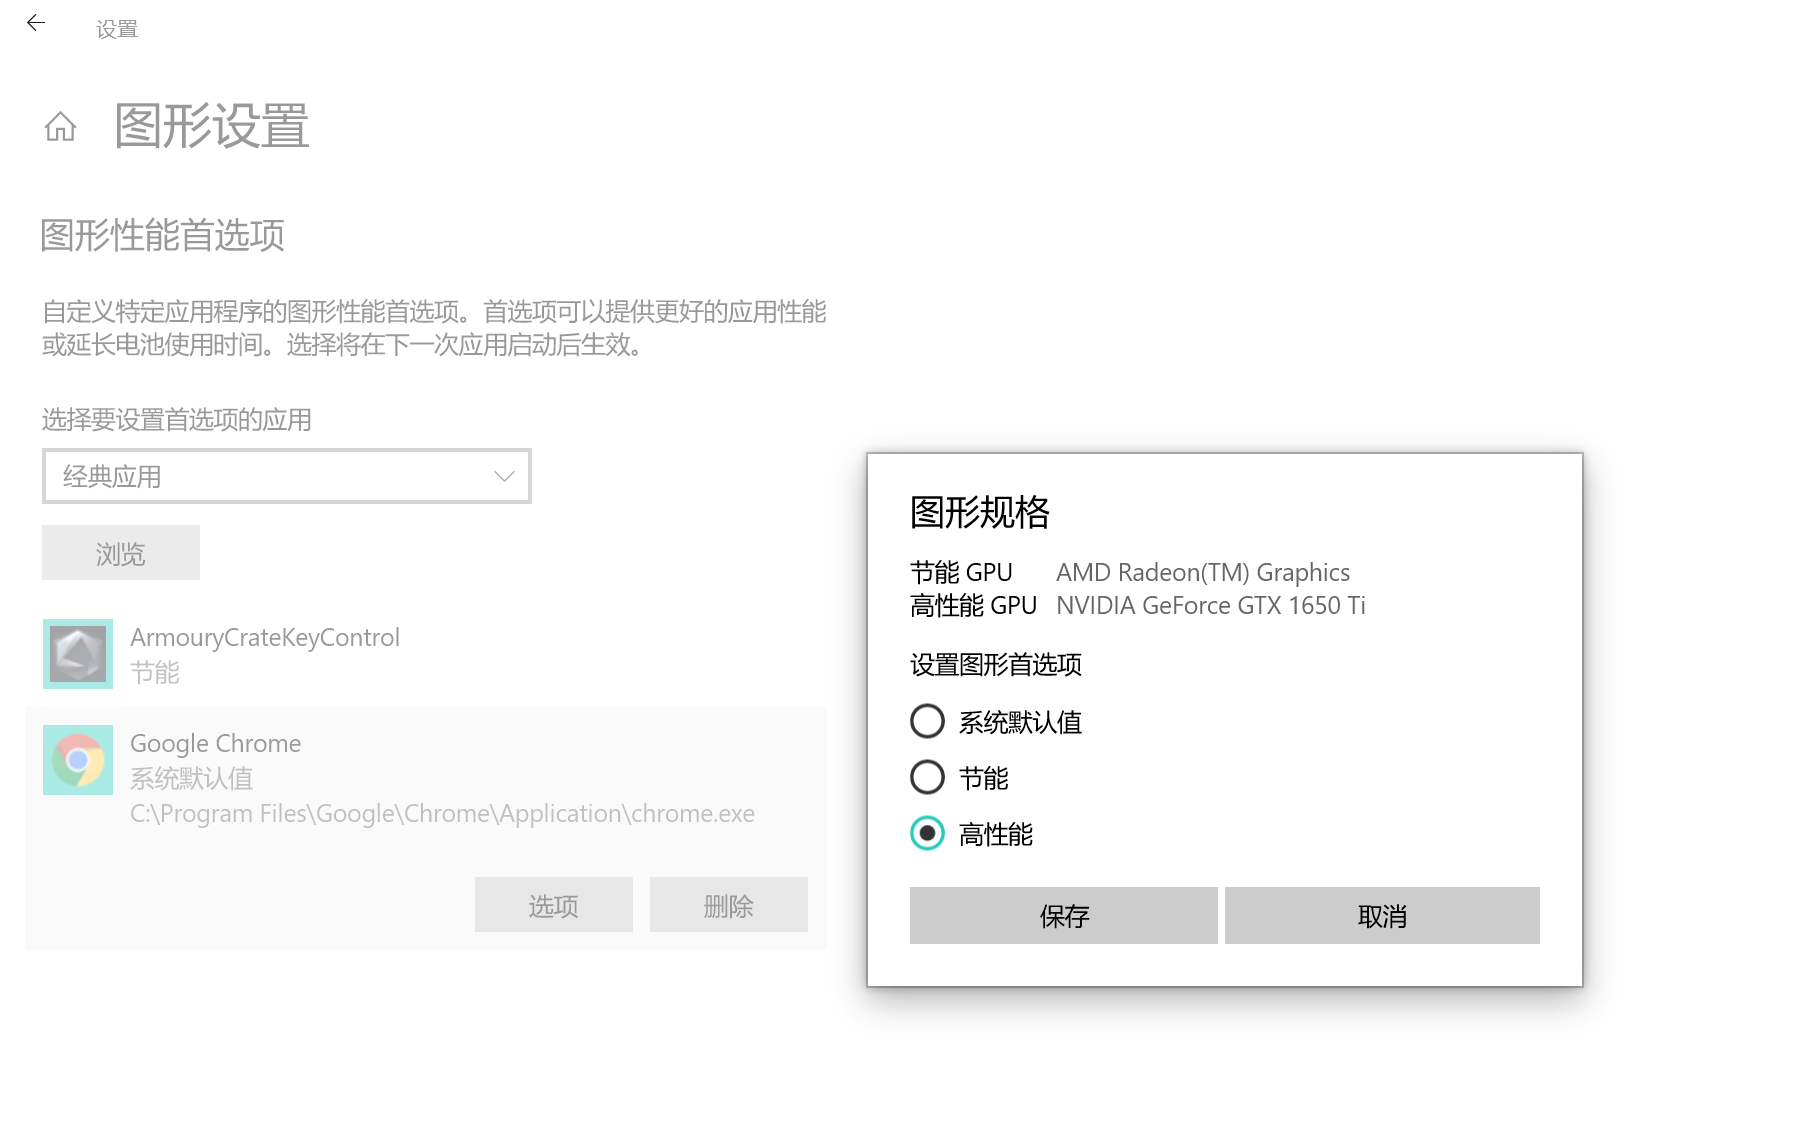 设置
图形设置
图形性能首选项
自定义特定应用程序的图形性能首选项。首选项可以提供更好的应用性能
或延长电池使用时间。选择将在下一次应用启动后生效。
选择要设置首选项的应用
经典应用
浏览
ArmouryCrateKeyControl
节能
Google Chrome
系统默认值
C:\Program Files\Google\Chrome\Application\chrome.exe
选项 删除
图形规格
节能 GPU AMD Radeon(TM) Graphics
高性能 GPU NVIDIA GeForce GTX 1650 Ti
设置图形首选项
系统默认值
节能
高性能
保存 取消